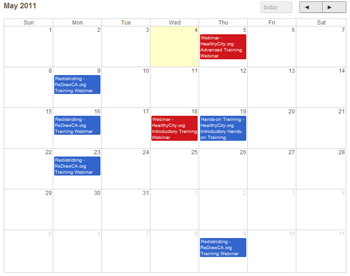 May 2011
today
Sun Mon Tue Wed Thu Fri Sat
1 2 3 4 5 6 7
Webinar -
HealthyCity.org
Advanced Training
Webinar
8 9 10 11 12 13 14
Redistricting -
ReDrawCA.org
Training Webinar
15 16 17 18 19 20 21
Redistricting -
ReDrawCA.org
Training Webinar
Webinar -
HealthyCity.org
Introductory Training
Webinar
Hands-on Training -
HealthyCity.org
Introductory Hands-
on Training
22 23 24 25 26 27 28
Redistricting -
ReDrawCA.org
Training Webinar
29 30 31 1 2 3 4
5 6 7 8 9 10 11
Redistricting -
ReDrawCA.org
Training Webinar